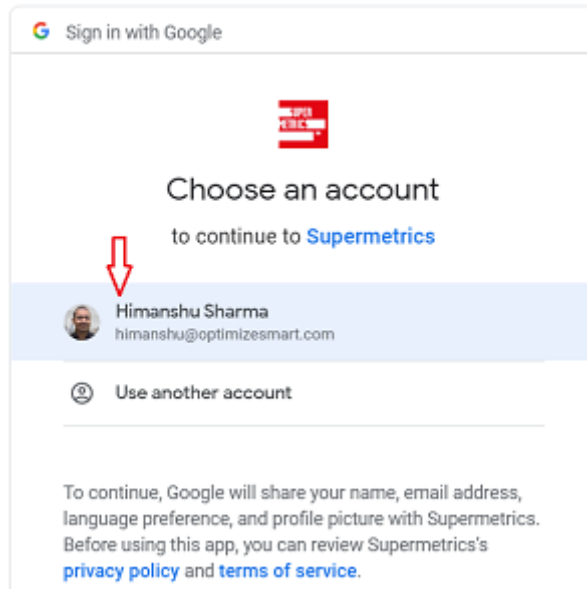 Sign in with Google
SUPER
METRICS
Choose an account
to continue to Supermetrics
Himanshu Sharma
himanshu@optimizesmart.com
Use another account
To continue, Google will share your name, email address,
language preference, and profile picture with Supermetrics.
Before using this app, you can review Supermetrics's
privacy policy and terms of service.